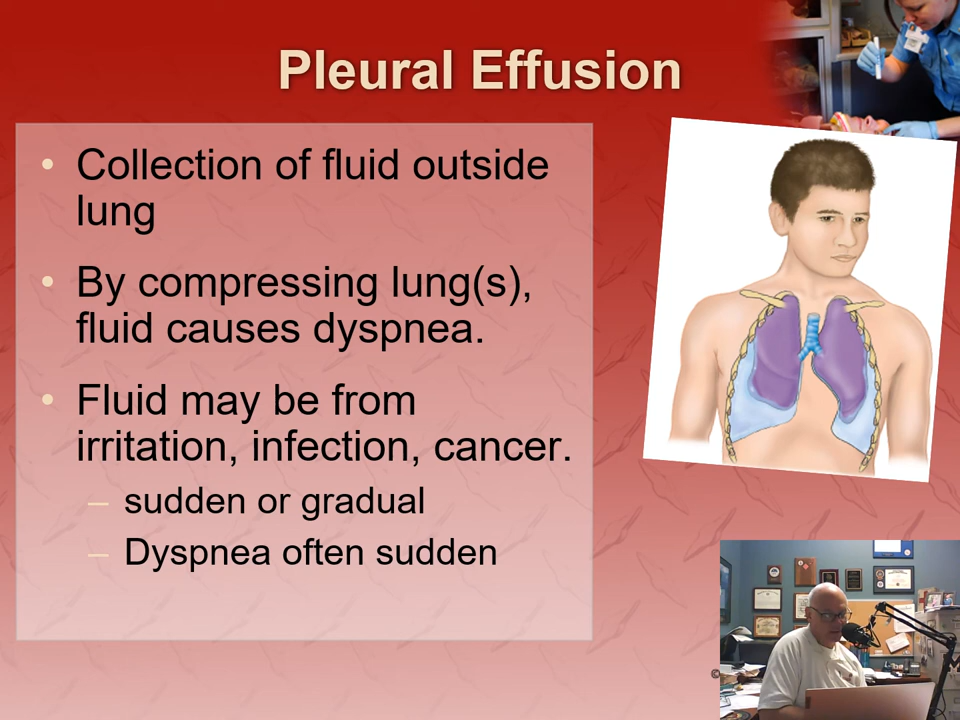 Pleural Effusion
• Collection of fluid outside
lung
• By compressing lung(s),
fluid causes dyspnea.
• Fluid may be from
irritation, infection, cancer.
– sudden or gradual
– Dyspnea often sudden
©